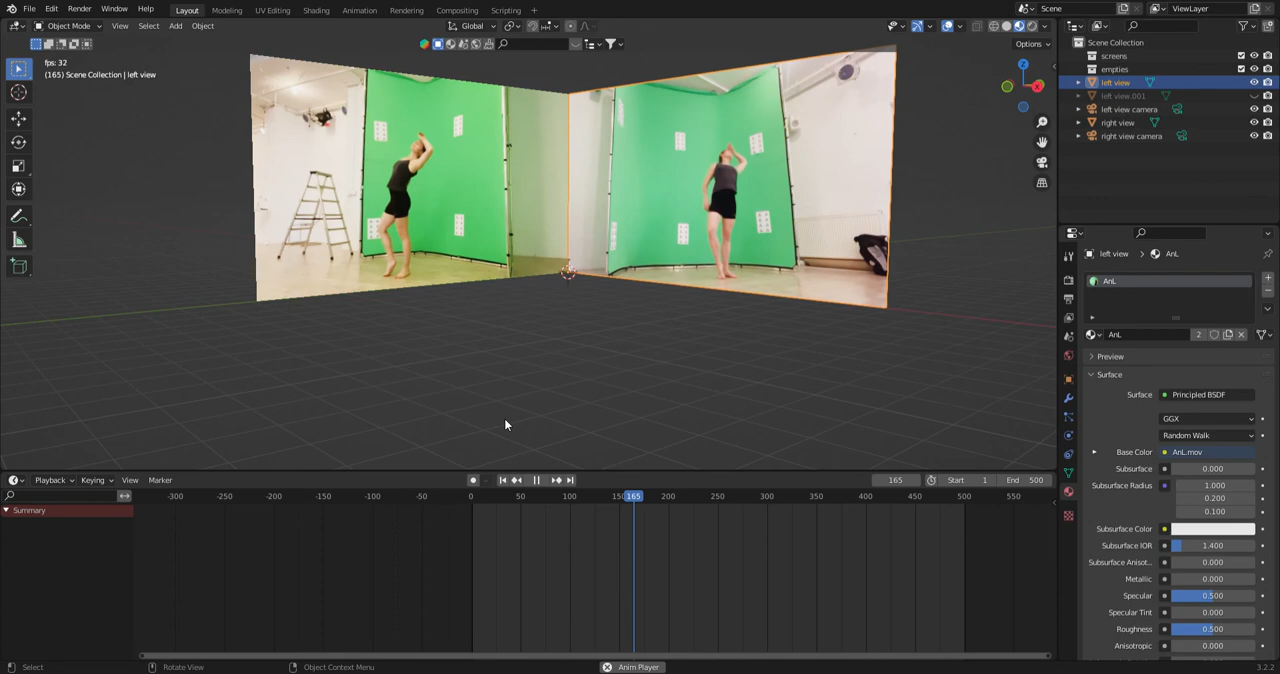 File Edit Render Window Help Layout Modeling UV Editing Shading Animation Rendering Compositing Scripting + Scene ViewLayer
Object Mode View Select Add Object Global
Options
fps: 32
(165) Scene Collection | left view
Z
Scene Collection
screens
empties
left view
left view.001
left view camera
right view
right view camera
left view > AnL
AnL
AnL 2
Preview
Surface
Surface Principled BSDF
GGX
Random Walk
Base Color AnL.mov
Subsurface 0.000
Subsurface Radius 1.000
0.200
0.100
Subsurface Color
Subsurface IOR 1.400
Subsurface Anisot... 0.000
Metallic 0.000
Specular 0.500
Specular Tint 0.000
Roughness 0.500
Anisotropic 0.000
Playback Keying View Marker 165 Start 1 End 500
-300 -250 -200 -150 -100 -50 0 50 100 150 165 200 250 300 350 400 450 500 550
Summary
Select Rotate View Object Context Menu Anim Player 3.2.2